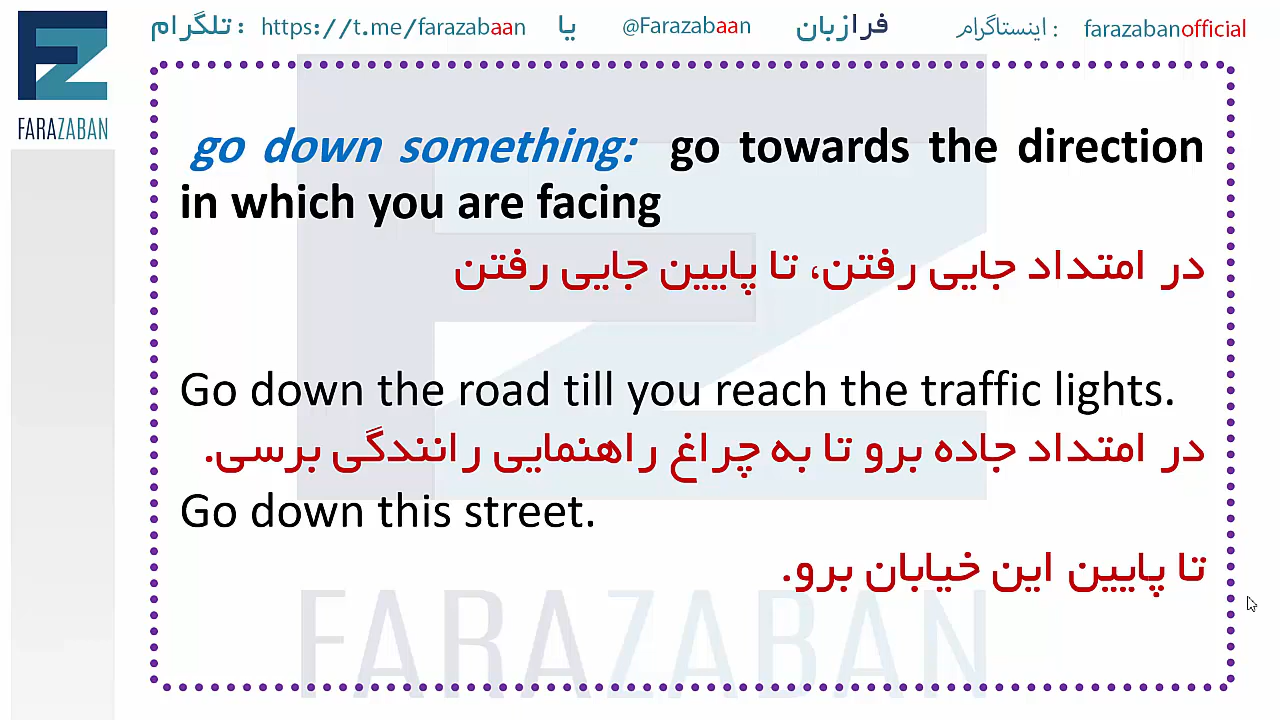 تلگرام : https://t.me/farazabaan یا @Farazabaan فرازبان اینستاگرام : farazabanofficial
FZ
FARAZABAN
go down something: go towards the direction
in which you are facing
در امتداد جایی رفتن، تا پایین جایی رفتن
Go down the road till you reach the traffic lights.
در امتداد جاده برو تا به چراغ راهنمایی رانندگی برسی.
Go down this street.
تا پایین این خیابان برو.
FARAZABAN